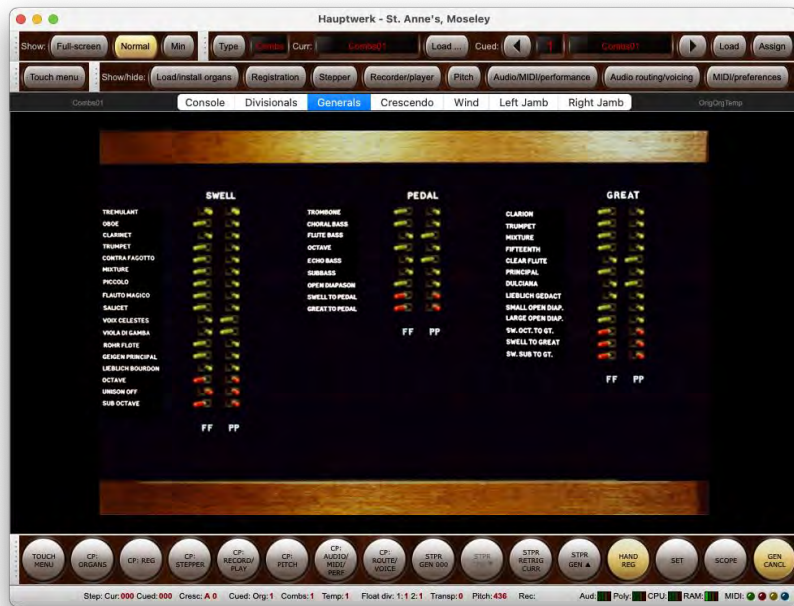 Hauptwerk - St. Anne's, Moseley
Show: Full-screen Normal Min Type Combs Curr: Combs01 Load ... Cued: 1 Combs01 Load Assign
Touch menu Show/hide: Load/install organs Registration Stepper Recorder/player Pitch Audio/MIDI/performance Audio routing/voicing MIDI/preferences
Combs01 Console Divisionals Generals Crescendo Wind Left Jamb Right Jamb OrigOrgTemp
SWELL
TREMULANT
OBOE
CLARINET
TRUMPET
CONTRA FAGOTTO
MIXTURE
PICCOLO
FLAUTO MAGICO
SALICET
VOIX CELESTES
VIOLA DI GAMBA
ROHR FLOTE
GEIGEN PRINCIPAL
LIEBLICH BOURDON
OCTAVE
UNISON OFF
SUB OCTAVE
FF PP
PEDAL
TROMBONE
CHORAL BASS
FLUTE BASS
OCTAVE
ECHO BASS
SUBBASS
OPEN DIAPASON
SWELL TO PEDAL
GREAT TO PEDAL
FF PP
GREAT
CLARION
TRUMPET
MIXTURE
FIFTEENTH
CLEAR FLUTE
PRINCIPAL
DULCIANA
LIEBLICH GEDACT
SMALL OPEN DIAP.
LARGE OPEN DIAP.
SW. OCT. TO GT.
SWELL TO GREAT
SW. SUB TO GT.
FF PP
TOUCH MENU
CP: ORGANS
CP: REG
CP: STEPPER
CP: RECORD/ PLAY
CP: PITCH
CP: AUDIO/ MIDI/ PERF
CP: ROUTE/ VOICE
STPR GEN 000
STPR GEN ▼
STPR RETRIG CURR
STPR GEN ▲
HAND REG
SET
SCOPE
GEN CANCL
Step: Cur: 000 Cued: 000 Cresc: A 0 Cued: Org: 1 Combs: 1 Temp: 1 Float div: 1: 1 2: 1 Transp: 0 Pitch: 436 Rec: Aud: Poly: CPU: RAM: MIDI: